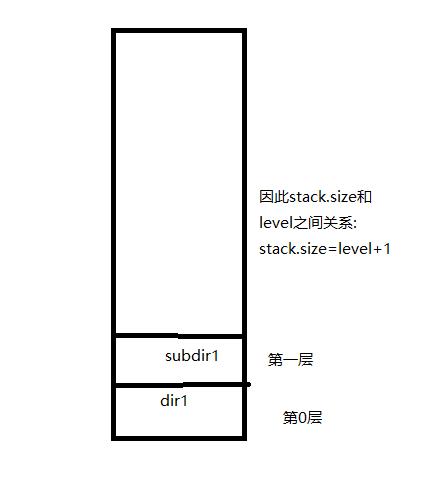 因此stack.size和
level之间关系:
stack.size=level+1
subdir1
第一层
dir1
第0层